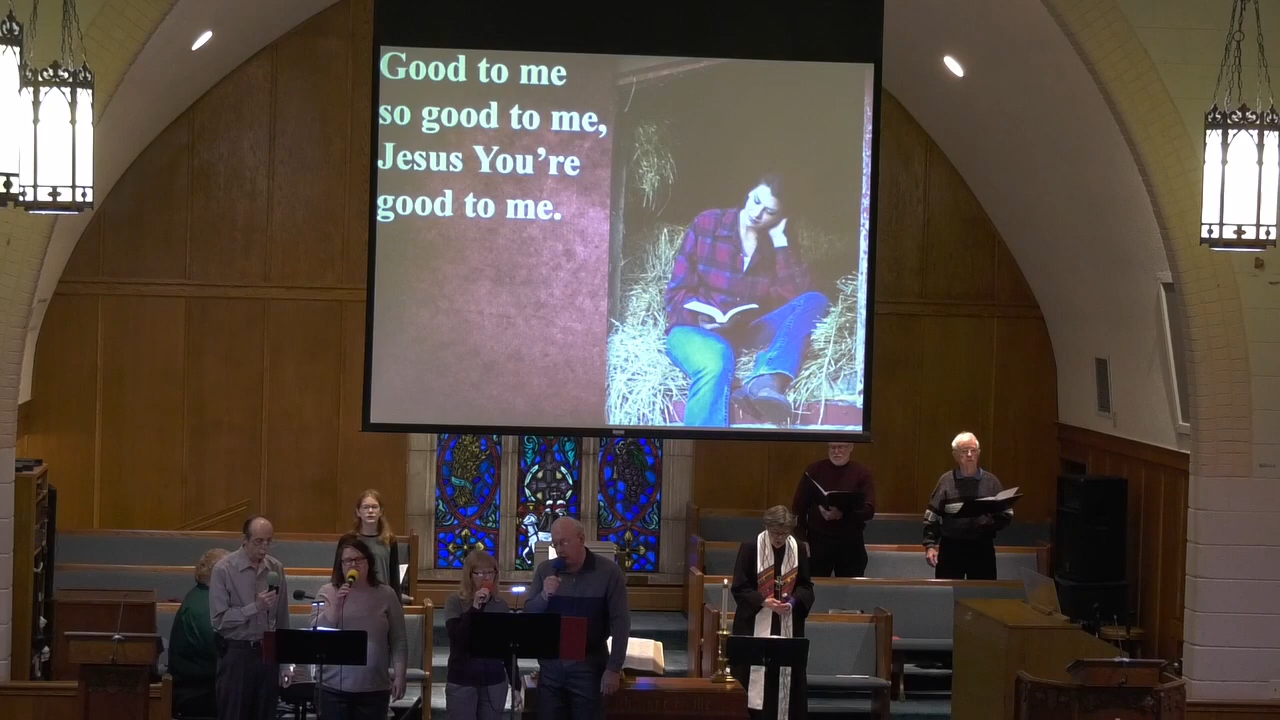 Good to me
so good to me,
Jesus You’re
good to me.